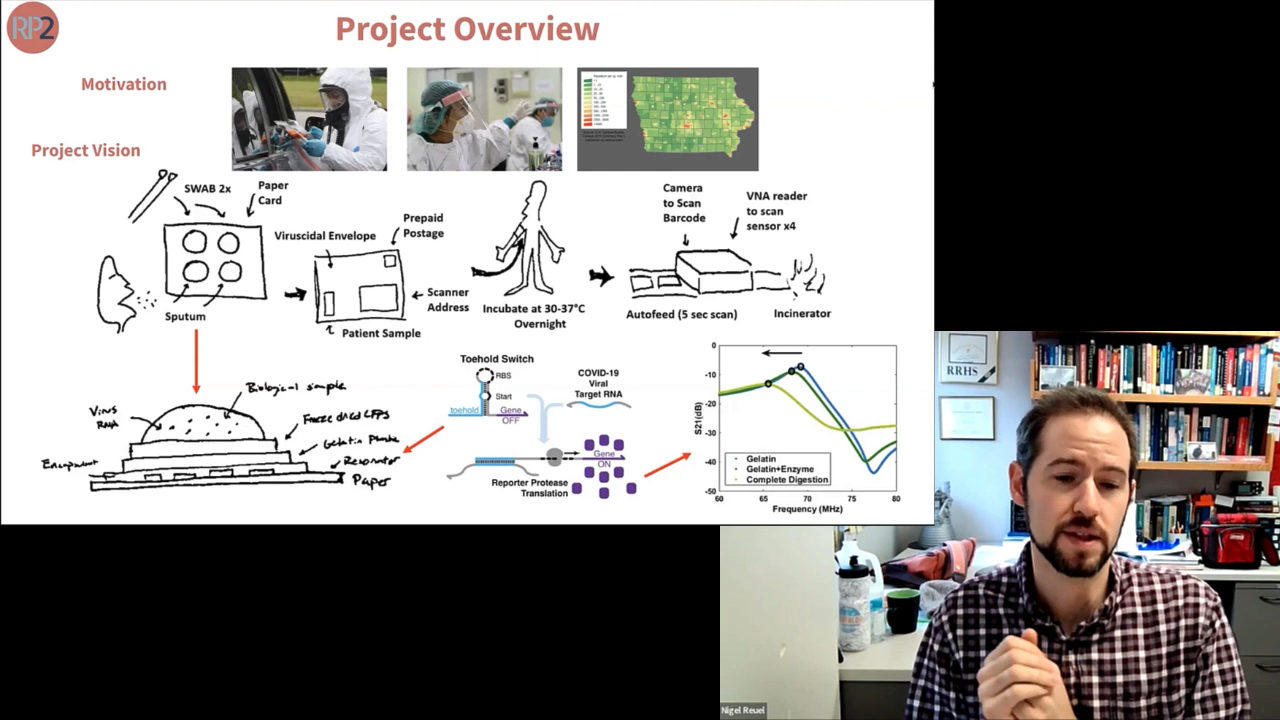 RP2
Project Overview
Motivation
Project Vision
SWAB 2x
Paper
Card
Viruscidal Envelope
Prepaid
Postage
Camera
to Scan
Barcode
VNA reader
to scan
sensor x4
Sputum
Scanner
Address
Patient Sample
Incubate at 30-37°C
Overnight
Autofeed (5 sec scan)
Incinerator
Biological sample
Virus
RNA
Freeze dried CFPS
Resonator
Paper
Toehold Switch
RBS
Start
toehold
Gene
OFF
COVID-19
Viral
Target RNA
Gene
ON
Reporter Protease
Translation
S21(dB)
0
-10
-20
-30
-40
-50
Gelatin
Gelatin+Enzyme
Complete Digestion
60
65
70
75
80
Frequency (MHz)
RRHS
Nigel Reuel